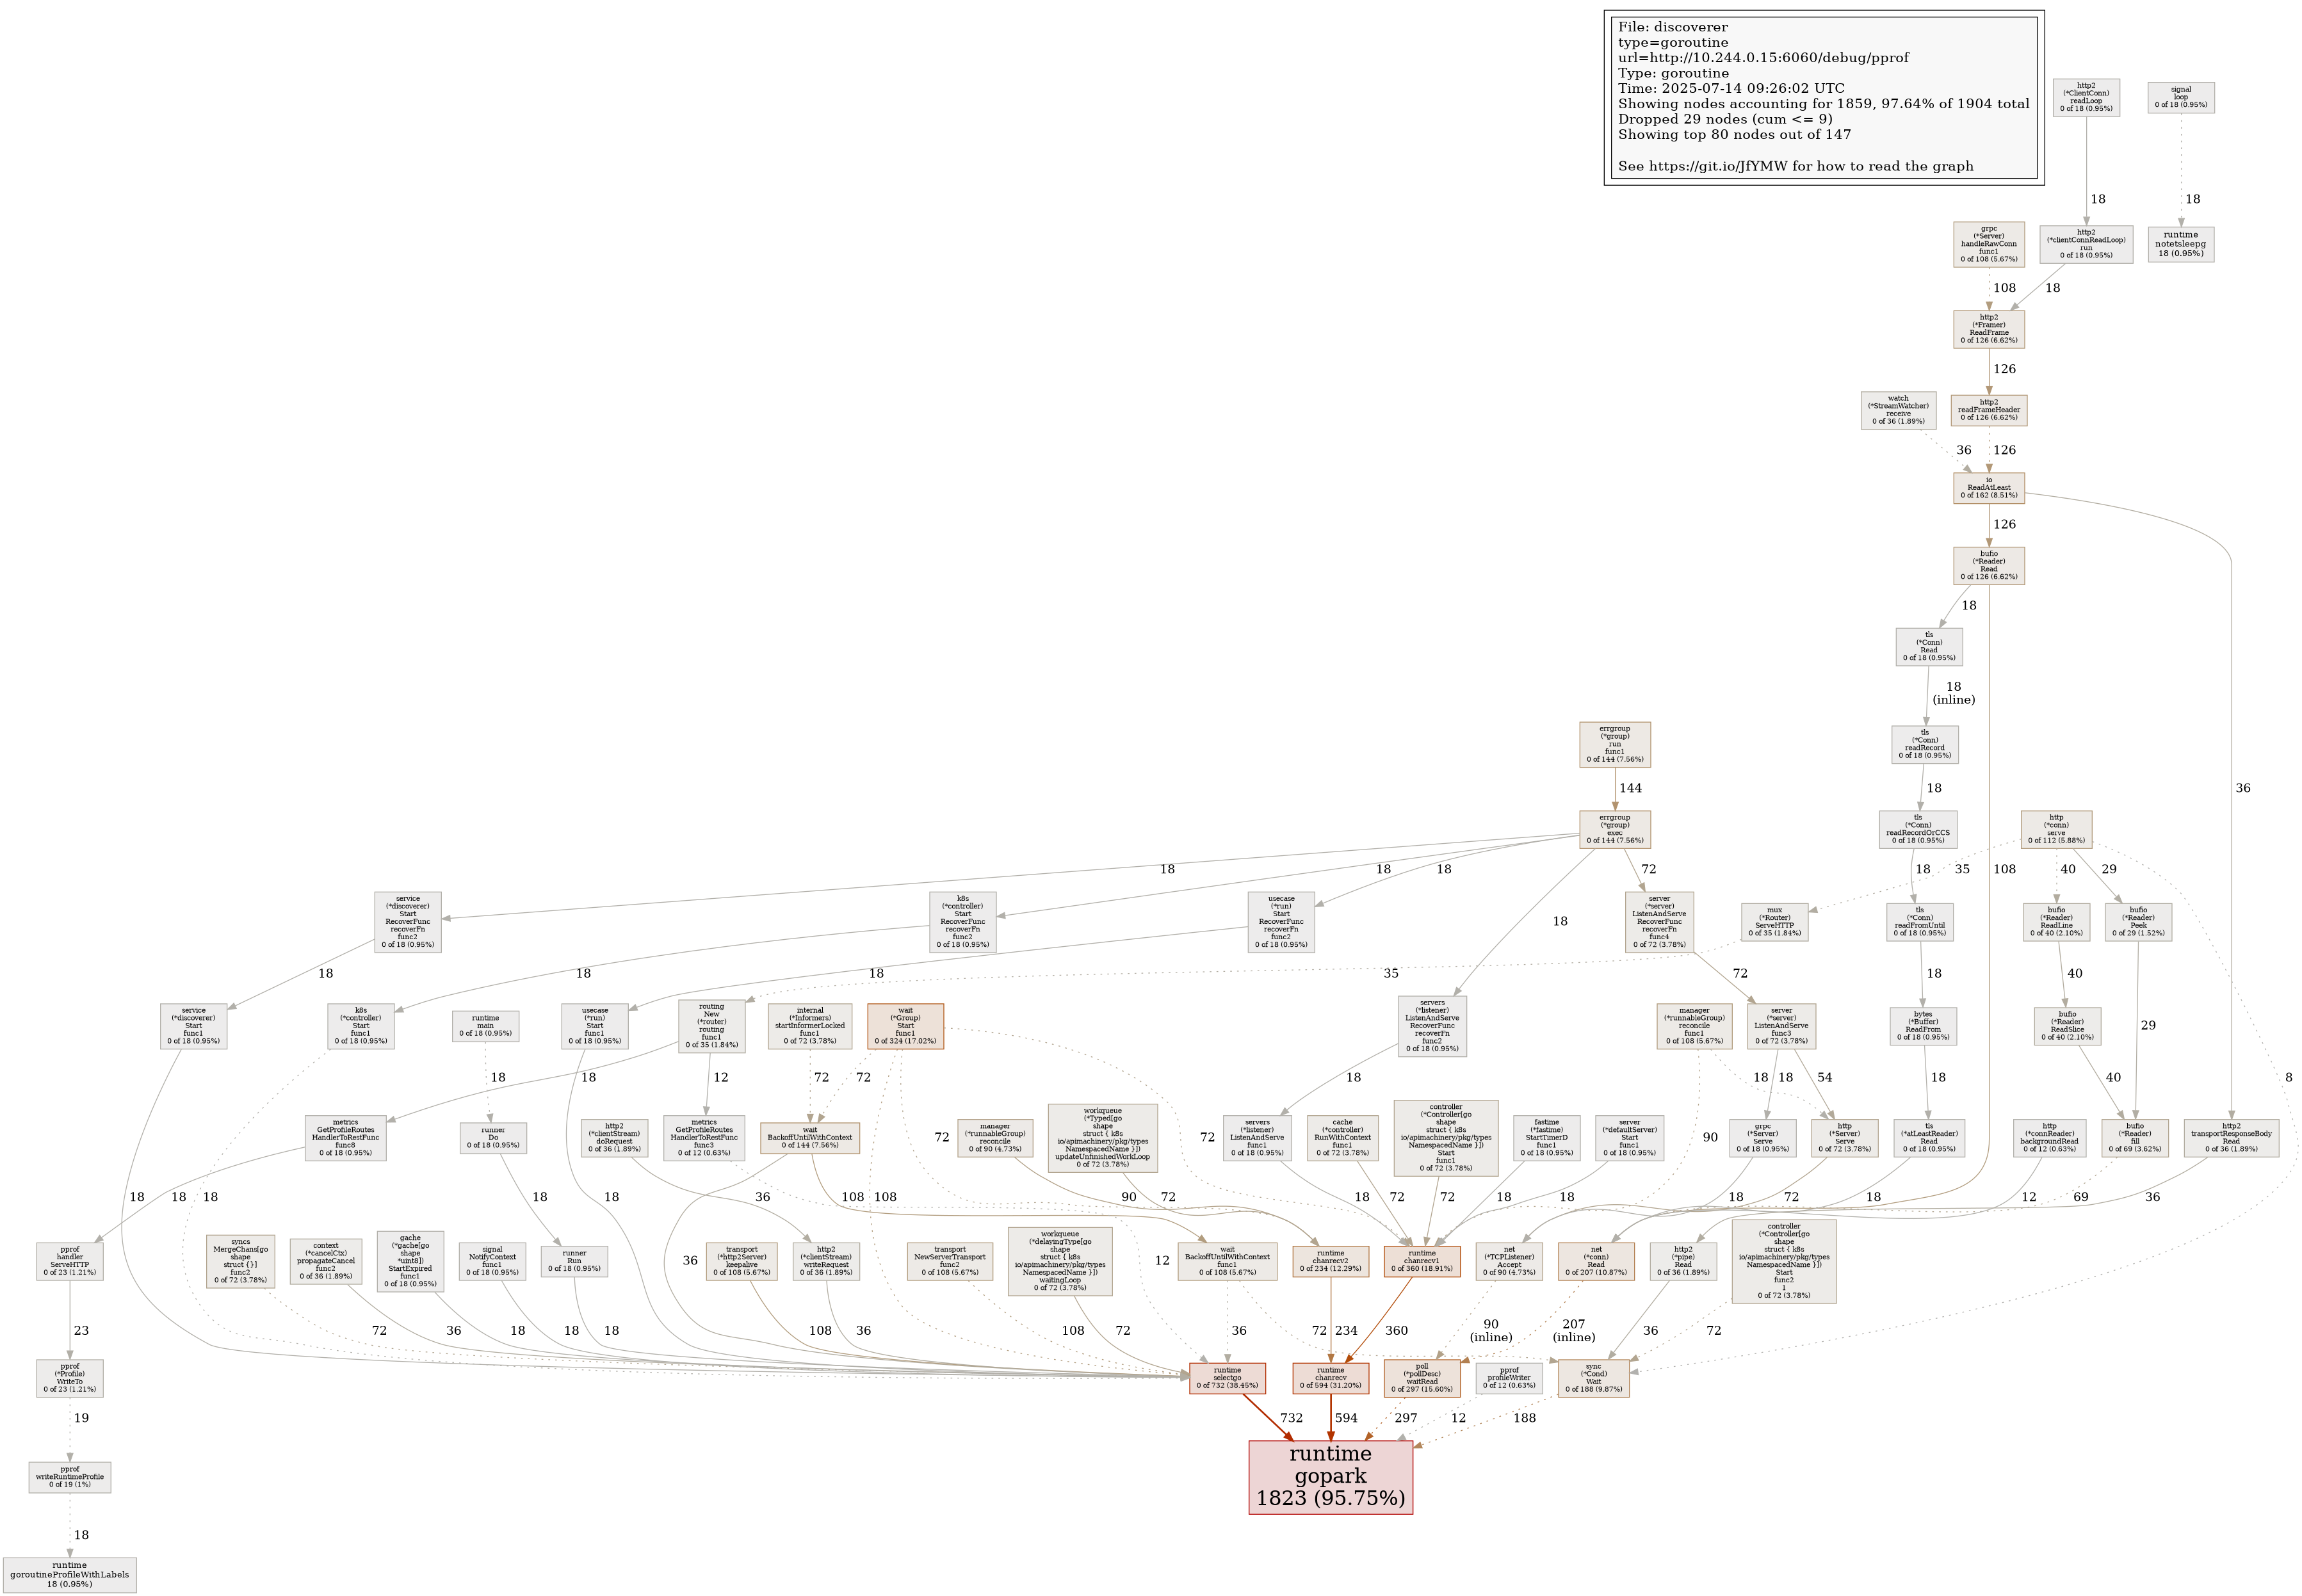 File: discoverer
type=goroutine
url=http://10.244.0.15:6060/debug/pprof
Type: goroutine
Time: 2025-07-14 09:26:02 UTC
Showing nodes accounting for 1859, 97.64% of 1904 total
Dropped 29 nodes (cum <= 9)
Showing top 80 nodes out of 147
See https://git.io/JfYMW for how to read the graph
http2
(*ClientConn)
readLoop
0 of 18 (0.95%)
signal
loop
0 of 18 (0.95%)
18
18
grpc
(*Server)
handleRawConn
func1
0 of 108 (5.67%)
http2
(*clientConnReadLoop)
run
0 of 18 (0.95%)
runtime
notetsleepg
18 (0.95%)
108
18
http2
(*Framer)
ReadFrame
0 of 126 (6.62%)
126
watch
(*StreamWatcher)
receive
0 of 36 (1.89%)
http2
readFrameHeader
0 of 126 (6.62%)
36
126
io
ReadAtLeast
0 of 162 (8.51%)
126
36
bufio
(*Reader)
Read
0 of 126 (6.62%)
18
108
tls
(*Conn)
Read
0 of 18 (0.95%)
18
(inline)
errgroup
(*group)
run
func1
0 of 144 (7.56%)
tls
(*Conn)
readRecord
0 of 18 (0.95%)
144
18
errgroup
(*group)
exec
0 of 144 (7.56%)
tls
(*Conn)
readRecordOrCCS
0 of 18 (0.95%)
http
(*conn)
serve
0 of 112 (5.88%)
18
18
18
72
18
18
35
40
29
8
service
(*discoverer)
Start
RecoverFunc
recoverFn
func2
0 of 18 (0.95%)
k8s
(*controller)
Start
RecoverFunc
recoverFn
func2
0 of 18 (0.95%)
usecase
(*run)
Start
RecoverFunc
recoverFn
func2
0 of 18 (0.95%)
server
(*server)
ListenAndServe
RecoverFunc
recoverFn
func4
0 of 72 (3.78%)
mux
(*Router)
ServeHTTP
0 of 35 (1.84%)
tls
(*Conn)
readFromUntil
0 of 18 (0.95%)
bufio
(*Reader)
ReadLine
0 of 40 (2.10%)
bufio
(*Reader)
Peek
0 of 29 (1.52%)
18
18
18
35
72
18
40
29
service
(*discoverer)
Start
func1
0 of 18 (0.95%)
k8s
(*controller)
Start
func1
0 of 18 (0.95%)
runtime
main
0 of 18 (0.95%)
usecase
(*run)
Start
func1
0 of 18 (0.95%)
routing
New
(*router)
routing
func1
0 of 35 (1.84%)
internal
(*Informers)
startInformerLocked
func1
0 of 72 (3.78%)
wait
(*Group)
Start
func1
0 of 324 (17.02%)
servers
(*listener)
ListenAndServe
RecoverFunc
recoverFn
func2
0 of 18 (0.95%)
manager
(*runnableGroup)
reconcile
func1
0 of 108 (5.67%)
server
(*server)
ListenAndServe
func3
0 of 72 (3.78%)
bytes
(*Buffer)
ReadFrom
0 of 18 (0.95%)
bufio
(*Reader)
ReadSlice
0 of 40 (2.10%)
18
18
12
72
72
18
18
18
54
18
40
metrics
GetProfileRoutes
HandlerToRestFunc
func8
0 of 18 (0.95%)
runner
Do
0 of 18 (0.95%)
http2
(*clientStream)
doRequest
0 of 36 (1.89%)
metrics
GetProfileRoutes
HandlerToRestFunc
func3
0 of 12 (0.63%)
wait
BackoffUntilWithContext
0 of 144 (7.56%)
manager
(*runnableGroup)
reconcile
0 of 90 (4.73%)
workqueue
(*Typed[go
shape
struct { k8s
io/apimachinery/pkg/types
NamespacedName }])
updateUnfinishedWorkLoop
0 of 72 (3.78%)
servers
(*listener)
ListenAndServe
func1
0 of 18 (0.95%)
cache
(*controller)
RunWithContext
func1
0 of 72 (3.78%)
controller
(*Controller[go
shape
struct { k8s
io/apimachinery/pkg/types
NamespacedName }])
Start
func1
0 of 72 (3.78%)
fastime
(*fastime)
StartTimerD
func1
0 of 18 (0.95%)
server
(*defaultServer)
Start
func1
0 of 18 (0.95%)
grpc
(*Server)
Serve
0 of 18 (0.95%)
http
(*Server)
Serve
0 of 72 (3.78%)
tls
(*atLeastReader)
Read
0 of 18 (0.95%)
http
(*connReader)
backgroundRead
0 of 12 (0.63%)
bufio
(*Reader)
fill
0 of 69 (3.62%)
http2
transportResponseBody
Read
0 of 36 (1.89%)
72
72
90
18
18
18
18
18
36
108
108
90
72
18
72
72
18
18
18
72
18
12
69
36
pprof
handler
ServeHTTP
0 of 23 (1.21%)
syncs
MergeChans[go
shape
struct {}]
func2
0 of 72 (3.78%)
context
(*cancelCtx)
propagateCancel
func2
0 of 36 (1.89%)
gache
(*gache[go
shape
*uint8])
StartExpired
func1
0 of 18 (0.95%)
signal
NotifyContext
func1
0 of 18 (0.95%)
runner
Run
0 of 18 (0.95%)
36
transport
(*http2Server)
keepalive
0 of 108 (5.67%)
http2
(*clientStream)
writeRequest
0 of 36 (1.89%)
transport
NewServerTransport
func2
0 of 108 (5.67%)
workqueue
(*delayingType[go
shape
struct { k8s
io/apimachinery/pkg/types
NamespacedName }])
waitingLoop
0 of 72 (3.78%)
12
wait
BackoffUntilWithContext
func1
0 of 108 (5.67%)
runtime
chanrecv2
0 of 234 (12.29%)
runtime
chanrecv1
0 of 360 (18.91%)
net
(*TCPListener)
Accept
0 of 90 (4.73%)
net
(*conn)
Read
0 of 207 (10.87%)
http2
(*pipe)
Read
0 of 36 (1.89%)
controller
(*Controller[go
shape
struct { k8s
io/apimachinery/pkg/types
NamespacedName }])
Start
func2
1
0 of 72 (3.78%)
23
72
36
18
18
18
108
36
108
72
36
72
234
360
90
(inline)
207
(inline)
36
72
pprof
(*Profile)
WriteTo
0 of 23 (1.21%)
runtime
selectgo
0 of 732 (38.45%)
runtime
chanrecv
0 of 594 (31.20%)
poll
(*pollDesc)
waitRead
0 of 297 (15.60%)
pprof
profileWriter
0 of 12 (0.63%)
sync
(*Cond)
Wait
0 of 188 (9.87%)
19
732
594
297
12
188
pprof
writeRuntimeProfile
0 of 19 (1%)
runtime
gopark
1823 (95.75%)
18
runtime
goroutineProfileWithLabels
18 (0.95%)